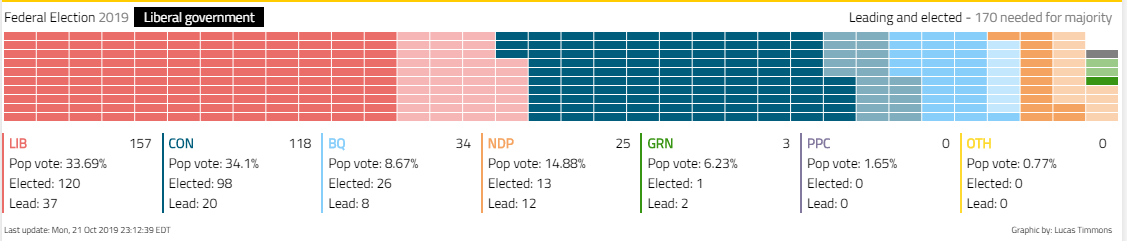 Federal Election 2019 Liberal government Leading and elected - 170 needed for majority
LIB 157 CON 118 BQ 34 NDP 25 GRN 3 PPC 0 OTH 0
Pop vote: 33.69% Pop vote: 34.1% Pop vote: 8.67% Pop vote: 14.88% Pop vote: 6.23% Pop vote: 1.65% Pop vote: 0.77%
Elected: 120 Elected: 98 Elected: 26 Elected: 13 Elected: 1 Elected: 0 Elected: 0
Lead: 37 Lead: 20 Lead: 8 Lead: 12 Lead: 2 Lead: 0 Lead: 0
Last update: Mon, 21 Oct 2019 23:12:39 EDT Graphic by: Lucas Timmons